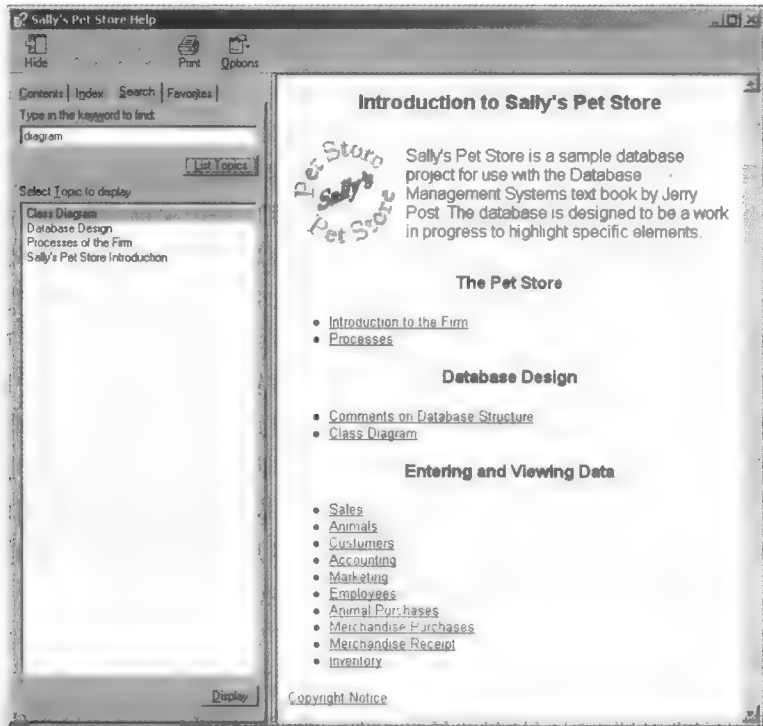 Sally's Pet Store Help
Hide
Print
Options
Contents
Index
Search
Favorites
Type in the keyword to find:
diagram
List Topics
Select Topic to display
Class Diagram
Database Design
Processes of the Firm
Sally's Pet Store Introduction
Display
Introduction to Sally's Pet Store
Pet Store
Sally's
Pet Store
Sally's Pet Store is a sample database
project for use with the Database
Management Systems text book by Jerry
Post. The database is designed to be a work
in progress to highlight specific elements.
The Pet Store
Introduction to the Firm
Processes
Database Design
Comments on Database Structure
Class Diagram
Entering and Viewing Data
Sales
Animals
Customers
Accounting
Marketing
Employees
Animal Purchases
Merchandise Purchases
Merchandise Receipt
Inventory
Copyright Notice